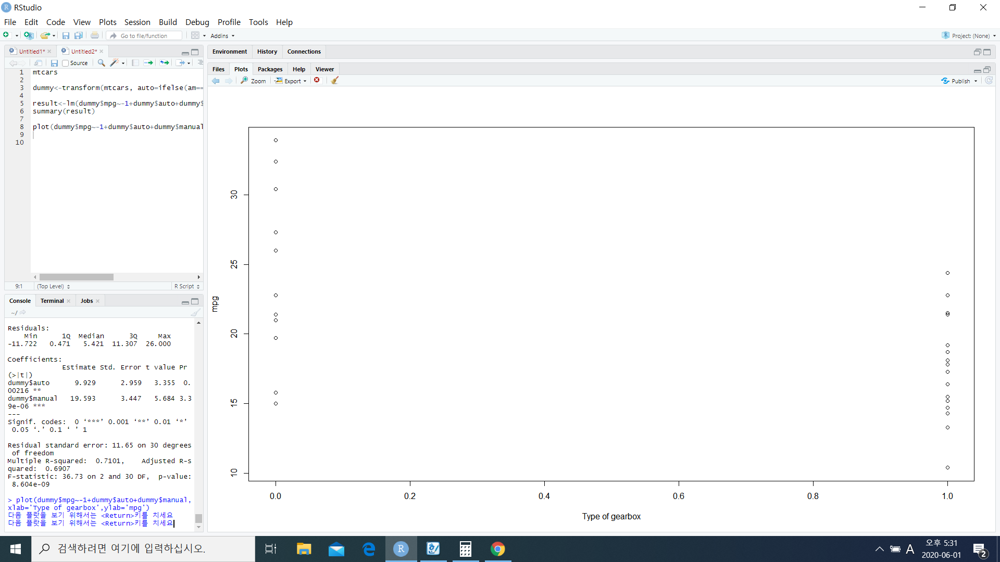 RStudio
File Edit Code View Plots Session Build Debug Profile Tools Help
Go to file/function Addins Project: (None)
Untitled1* Untitled2*
Source
1 mtcars
2
3 dummy<-transform(mtcars, auto=ifelse(am==
4
5 result<-lm(dummy$mpg~-1+dummy$auto+dummy$
6 summary(result)
7
8 plot(dummy$mpg~-1+dummy$auto+dummy$manual
9
10
9:1 (Top Level) R Script
Console Terminal Jobs
~/
Residuals:
Min 1Q Median 3Q Max
-11.722 0.471 5.421 11.307 26.000
Coefficients:
Estimate Std. Error t value Pr
(>|t|)
dummy$auto 9.929 2.959 3.355 0.
00216 **
dummy$manual 19.593 3.447 5.684 3.3
9e-06 ***
---
Signif. codes: 0 ‘***’ 0.001 ‘**’ 0.01 ‘*’
0.05 ‘.’ 0.1 ‘ ’ 1
Residual standard error: 11.65 on 30 degrees
of freedom
Multiple R-squared: 0.7101, Adjusted R-s
quared: 0.6907
F-statistic: 36.73 on 2 and 30 DF, p-value:
8.604e-09
> plot(dummy$mpg~-1+dummy$auto+dummy$manual,
xlab='Type of gearbox',ylab='mpg')
다음 플랏을 보기 위해서는 <Return>키를 치세요
다음 플랏을 보기 위해서는 <Return>키를 치세요
Environment History Connections
Files Plots Packages Help Viewer
Zoom Export Publish
30
25
20
15
10
mpg
0.0 0.2 0.4 0.6 0.8 1.0
Type of gearbox
검색하려면 여기에 입력하십시오.
A
오후 5:31
2020-06-01
2